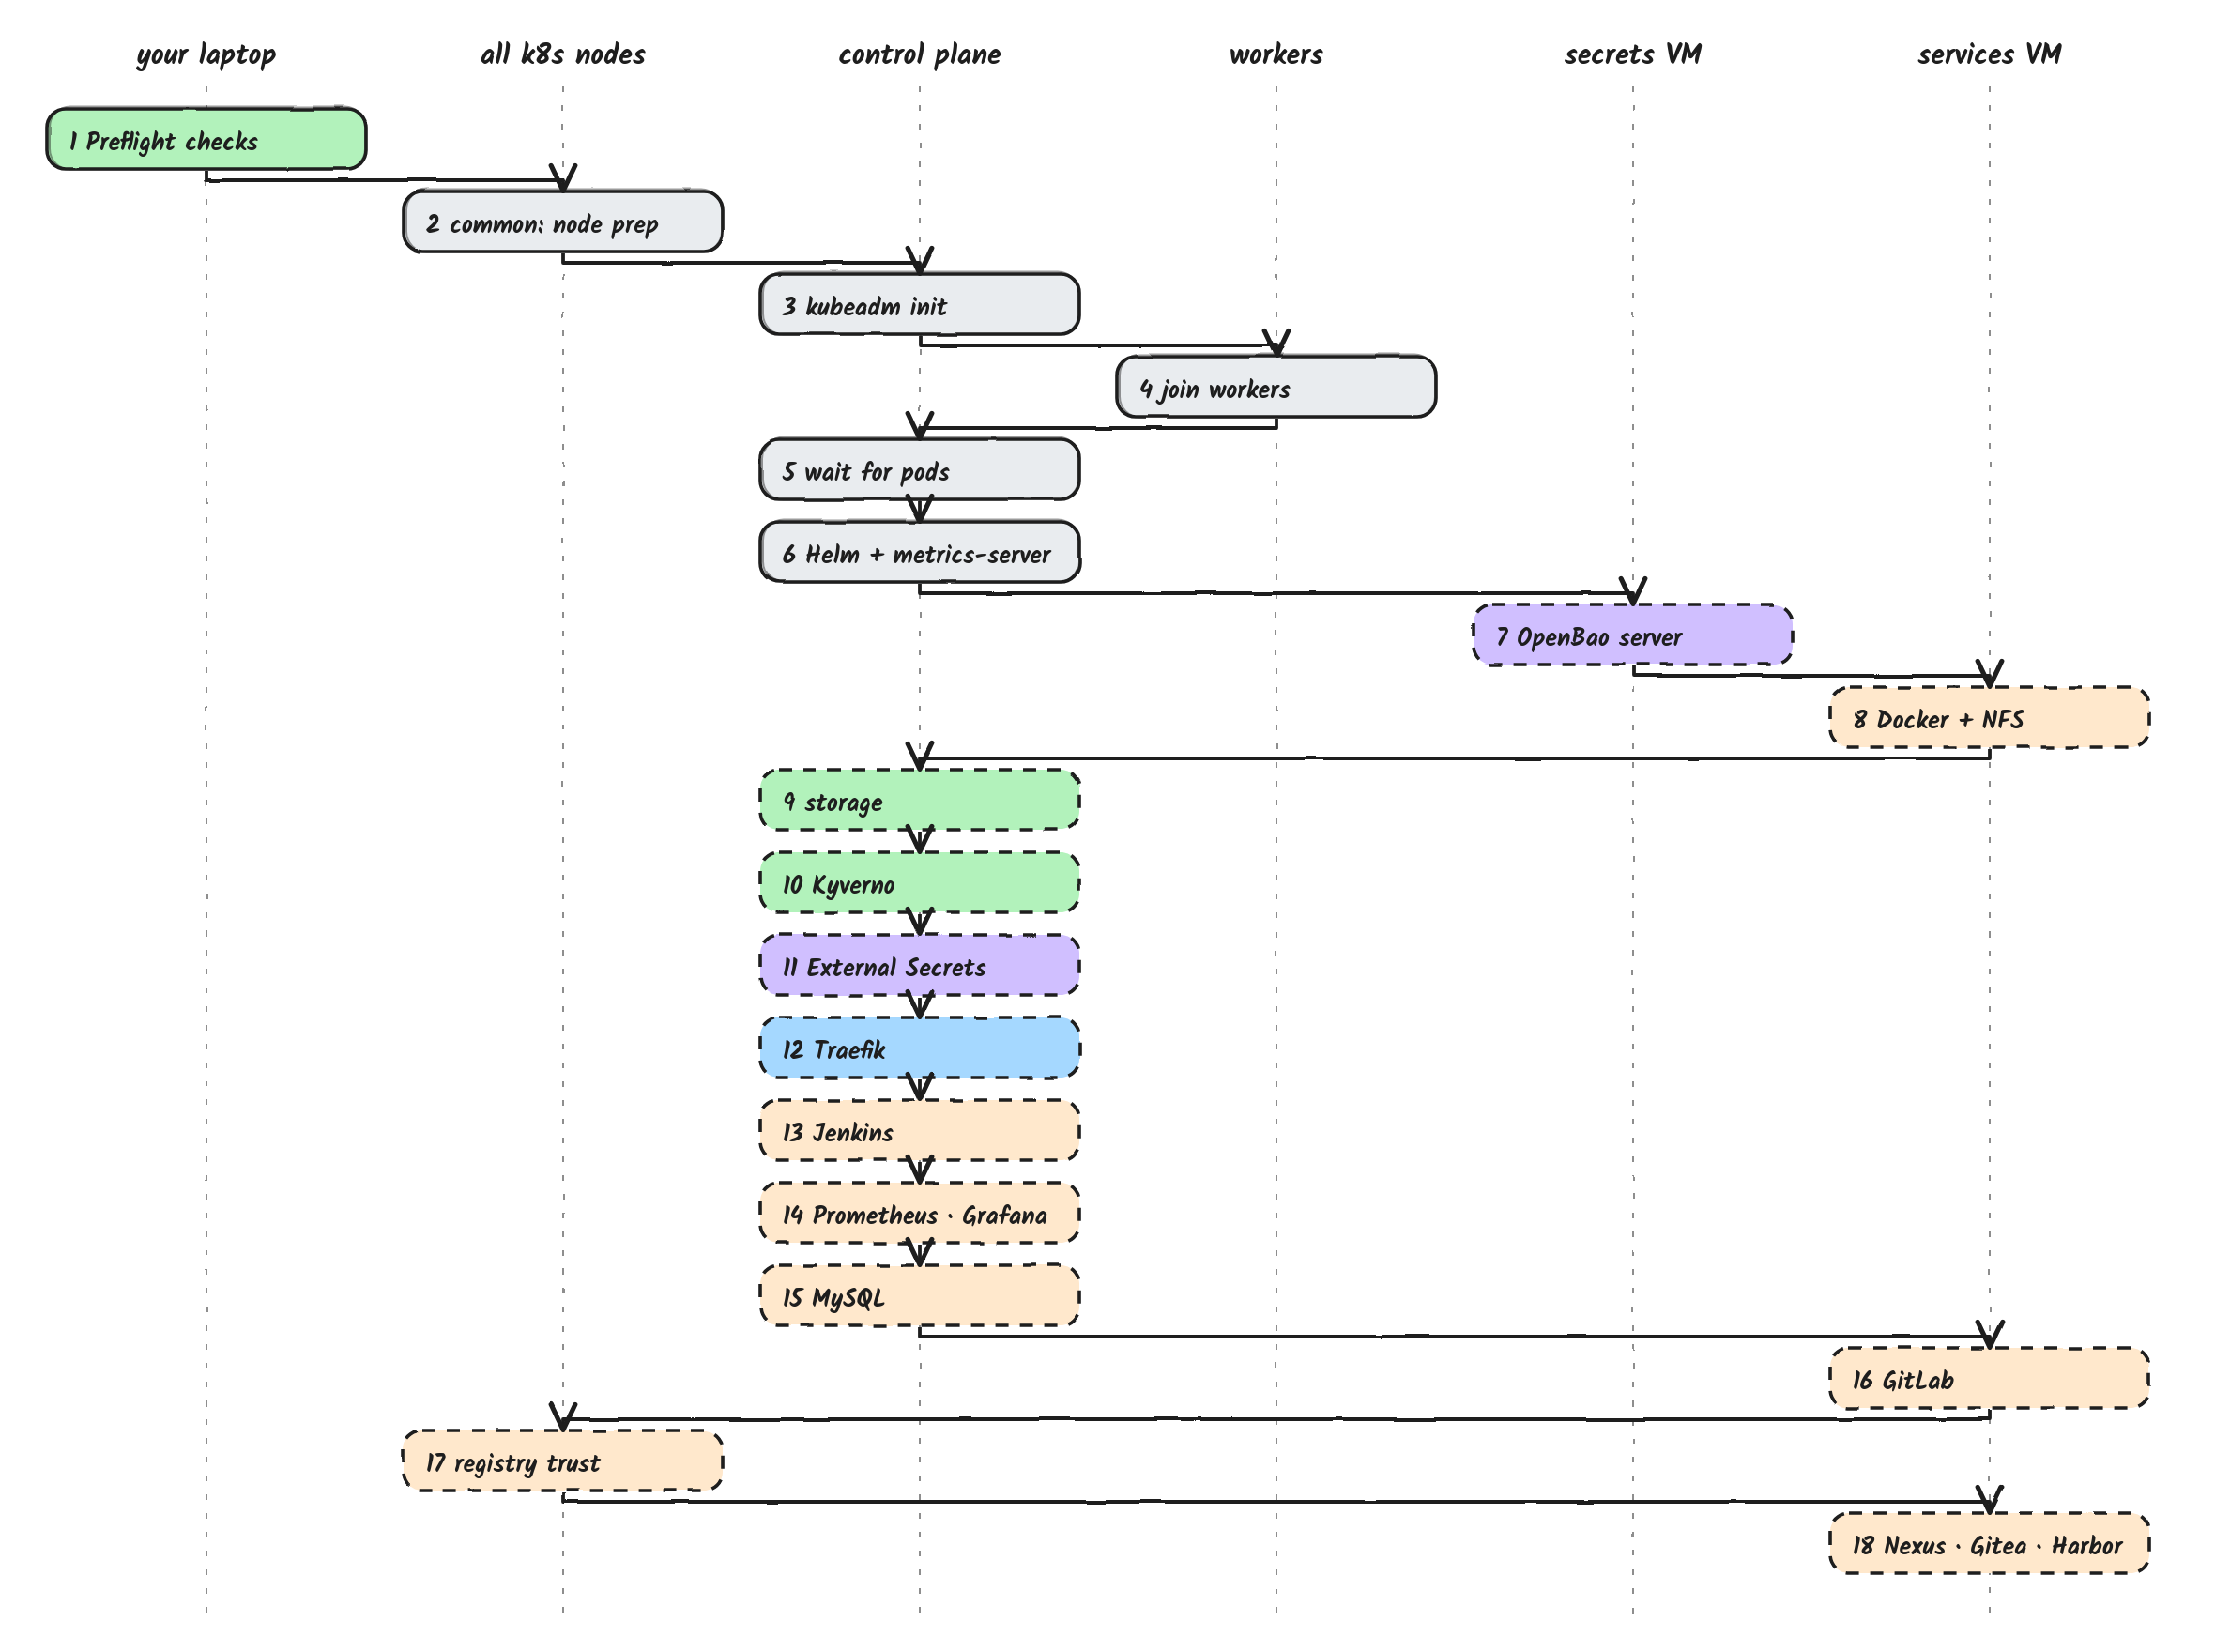 your laptop
all k8s nodes
control plane
workers
secrets VM
services VM
1 Preflight checks
2 common: node prep
3 kubeadm init
4 join workers
5 wait for pods
6 Helm + metrics-server
7 OpenBao server
8 Docker + NFS
9 storage
10 Kyverno
11 External Secrets
12 Traefik
13 Jenkins
14 Prometheus · Grafana
15 MySQL
16 GitLab
17 registry trust
18 Nexus · Gitea · Harbor